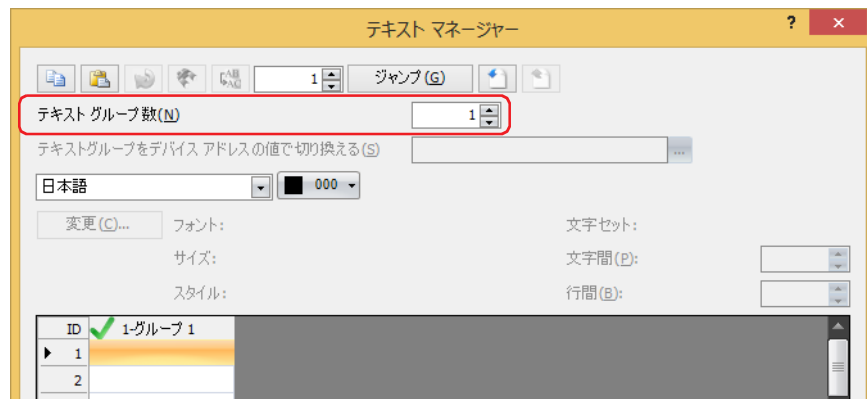 テキスト マネージャー
? ×
1 ジャンプ(G)
テキスト グループ数(N) 1
テキストグループをデバイス アドレスの値で切り換える(S) ...
日本語 000
変更(C)... フォント: 文字セット:
サイズ: 文字間(P):
スタイル: 行間(B):
ID 1-グループ 1
1
2